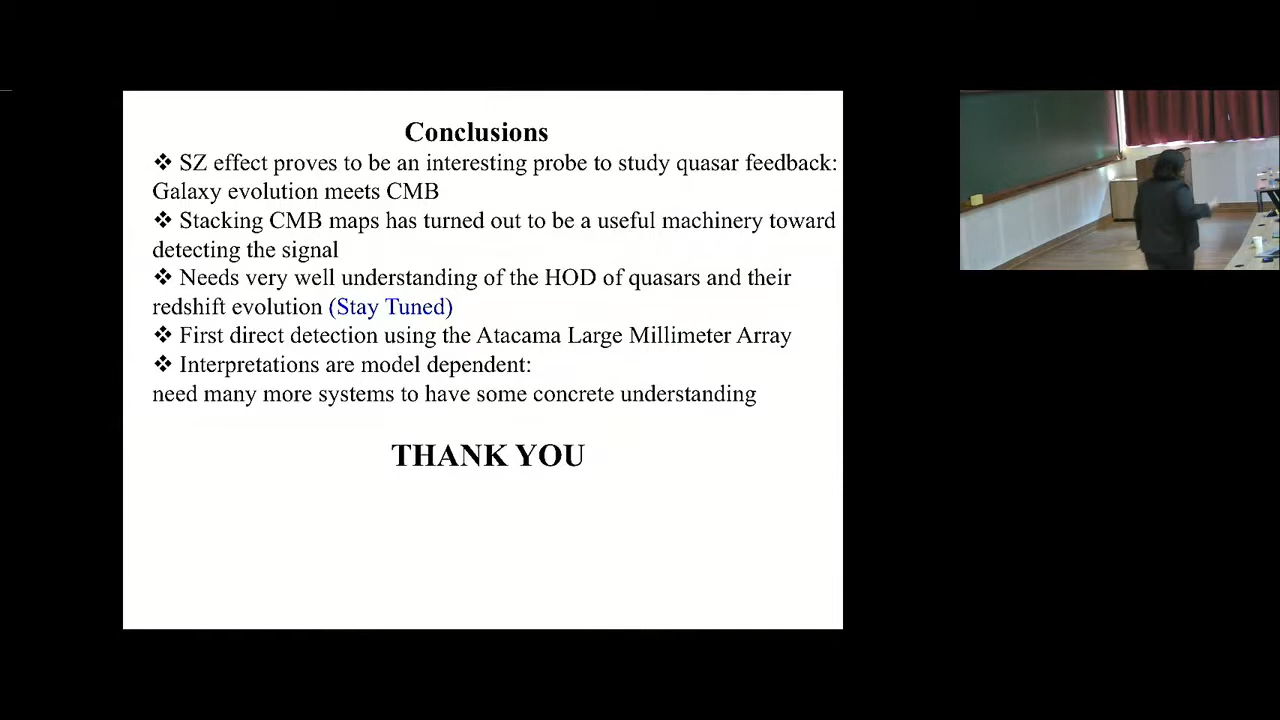 Conclusions
❖ SZ effect proves to be an interesting probe to study quasar feedback:
Galaxy evolution meets CMB
❖ Stacking CMB maps has turned out to be a useful machinery toward
detecting the signal
❖ Needs very well understanding of the HOD of quasars and their
redshift evolution (Stay Tuned)
❖ First direct detection using the Atacama Large Millimeter Array
❖ Interpretations are model dependent:
need many more systems to have some concrete understanding
THANK YOU